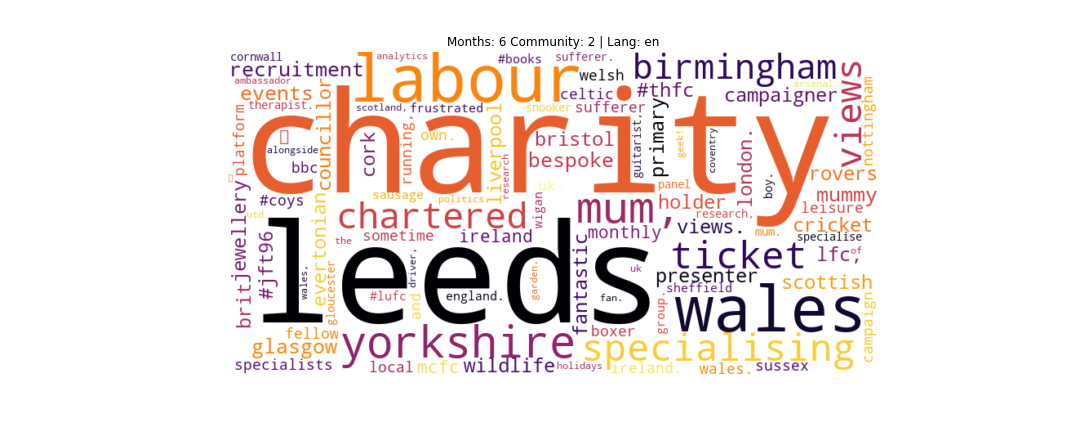 Months: 6 Community: 2 | Lang: en
cornwall
analytics
#books
sufferer.
recruitment
labour
welsh
birmingham
ambassador
events
celtic
#thfc
campaigner
arsenal.
views
therapist.
scotland,
frustrated
snooker
sufferer
charity
platform
councillor
cork
running,
own.
liverpool
bristol
guitarist,
primary
geek!
coventry
london.
nottingham
alongside
bbc
bespoke
research
uk.
panel
boy.
rovers
#coys
sausage
politics
wigan
mum,
holder
research,
mummy
leisure
jewellery
utd
evertonian
chartered
monthly
views.
mum.
cricket
specialise
#jft96
the
sometime
ireland
fantastic
ticket
lfc,
of
leeds
brit
wales,
driver,
garden.
uk
presenter
sheffield
scottish
gloucester
#lufc
and
england.
fan.
group.
wales
campaign
fellow
yorkshire
boxer
specialising
glasgow
specialists
local
mcfc
wildlife
holidays
ireland.
wales.
sussex